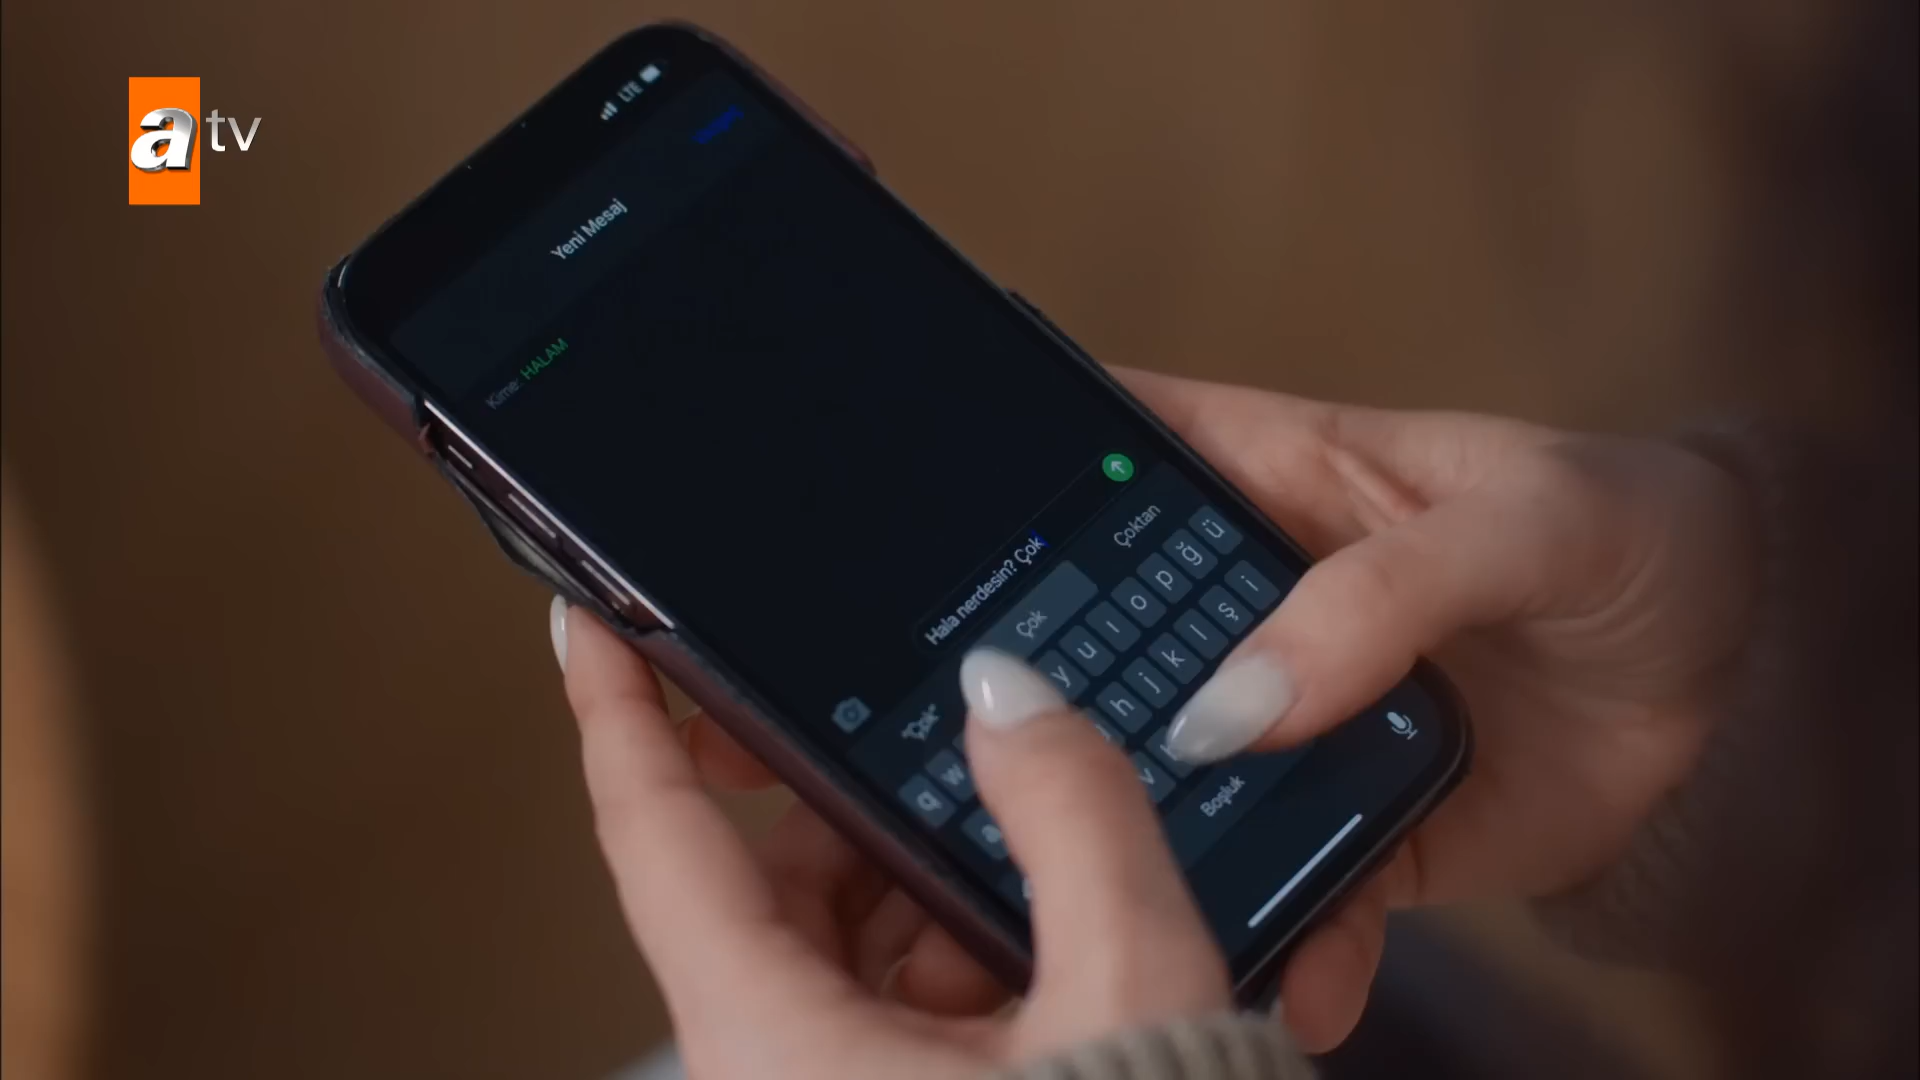 atv
LTE
Yeni Mesaj
Kime: HALAM
Hala nerdesin? Çok
"Çok"
Çok
Çoktan
q w y u ı o p ğ ü
a h j k l ş i
v
Boşluk